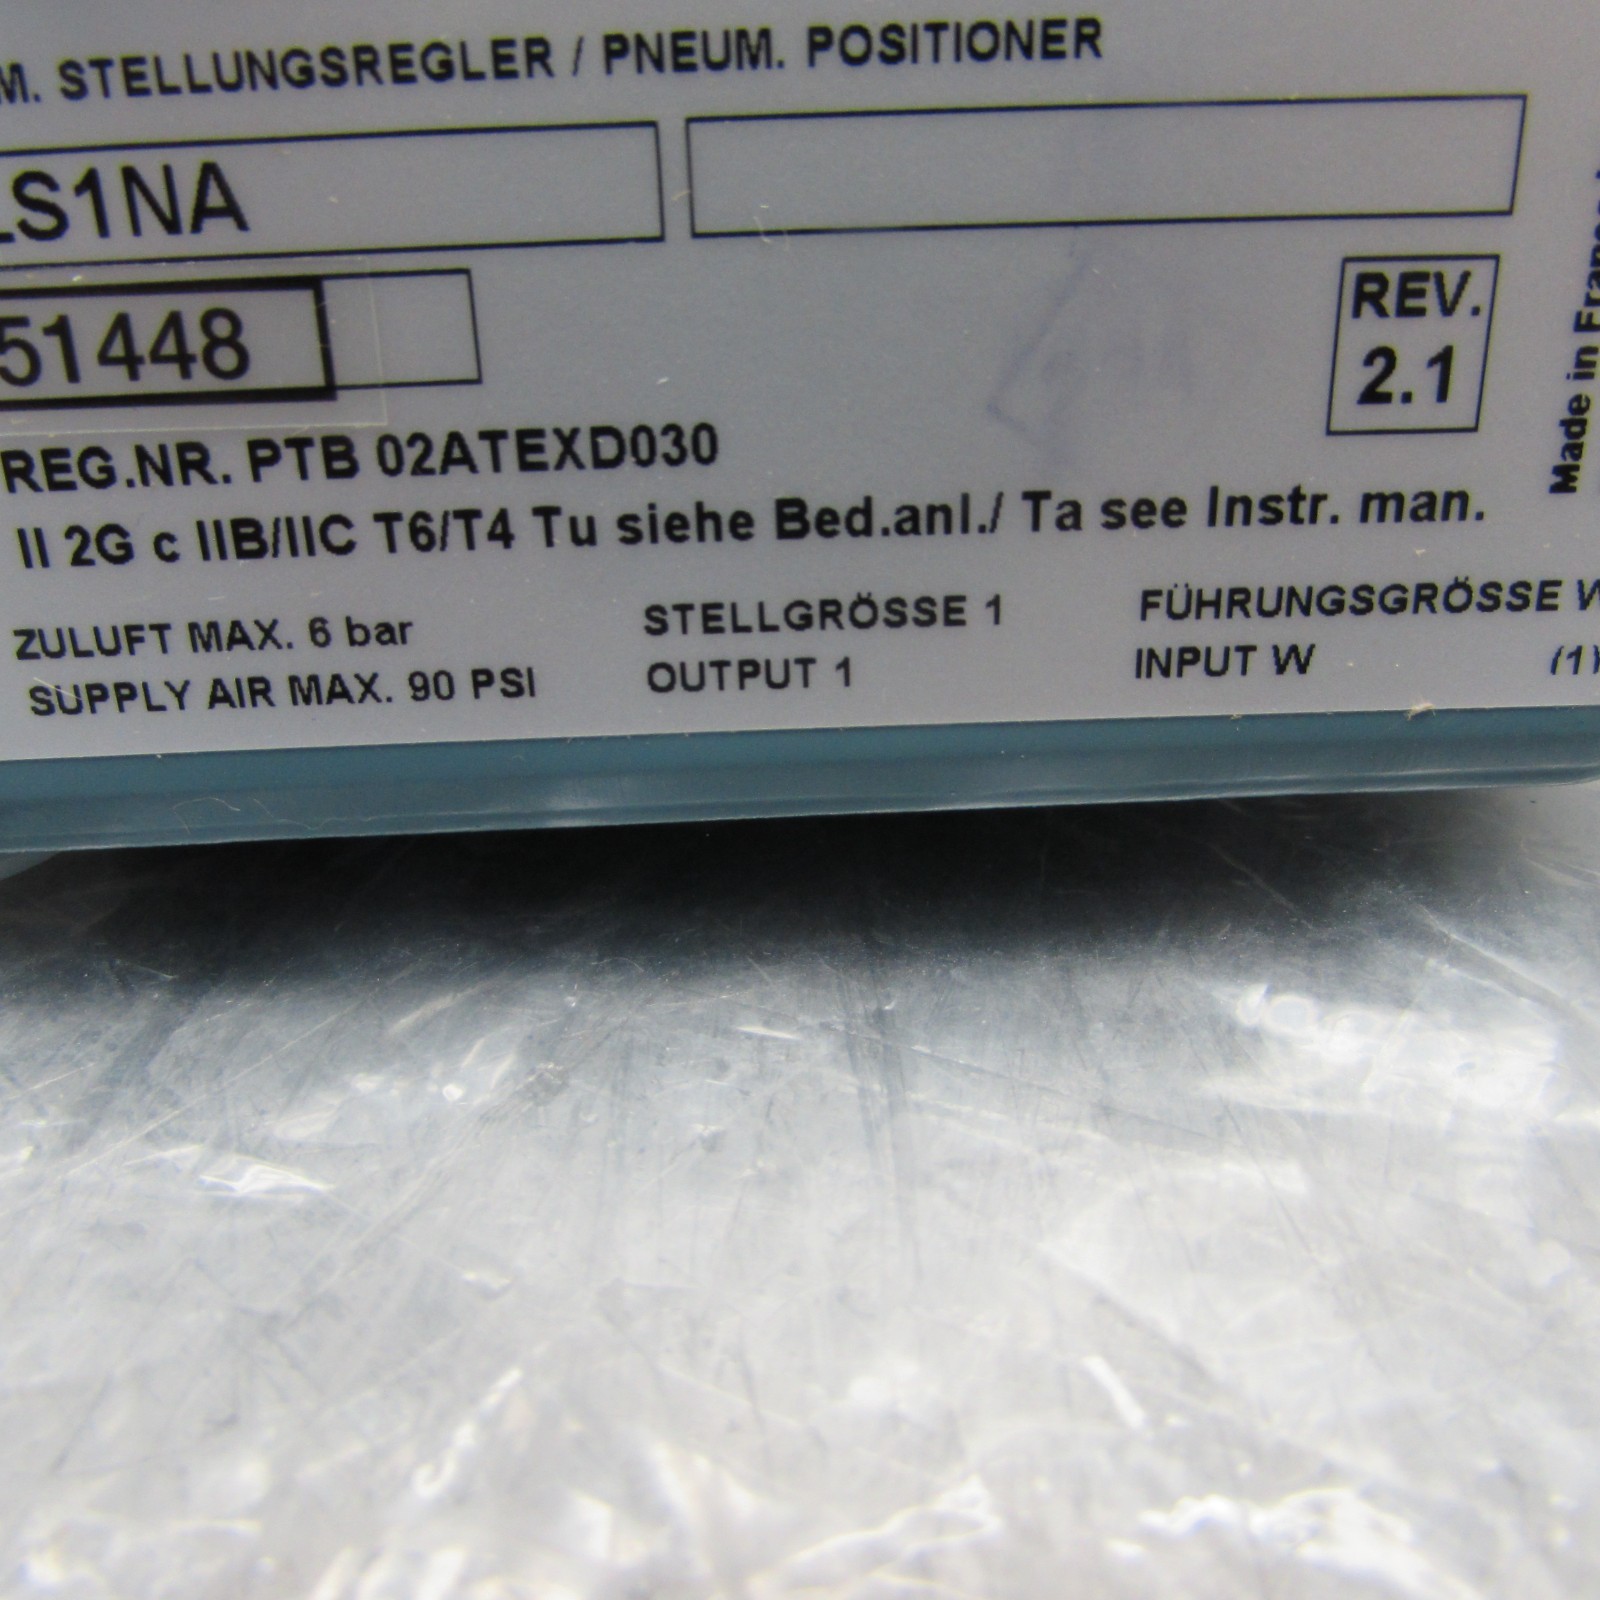 M. STELLUNGSREGLER / PNEUM. POSITIONER
LS1NA
51448
REV.
2.1
REG.NR. PTB 02ATEXD030
II 2G c IIB/IIC T6/T4 Tu siehe Bed.anl./ Ta see Instr. man.
ZULUFT MAX. 6 bar
SUPPLY AIR MAX. 90 PSI
STELLGRÖSSE 1
OUTPUT 1
FÜHRUNGSGRÖSSE W
INPUT W (1)
Made in France